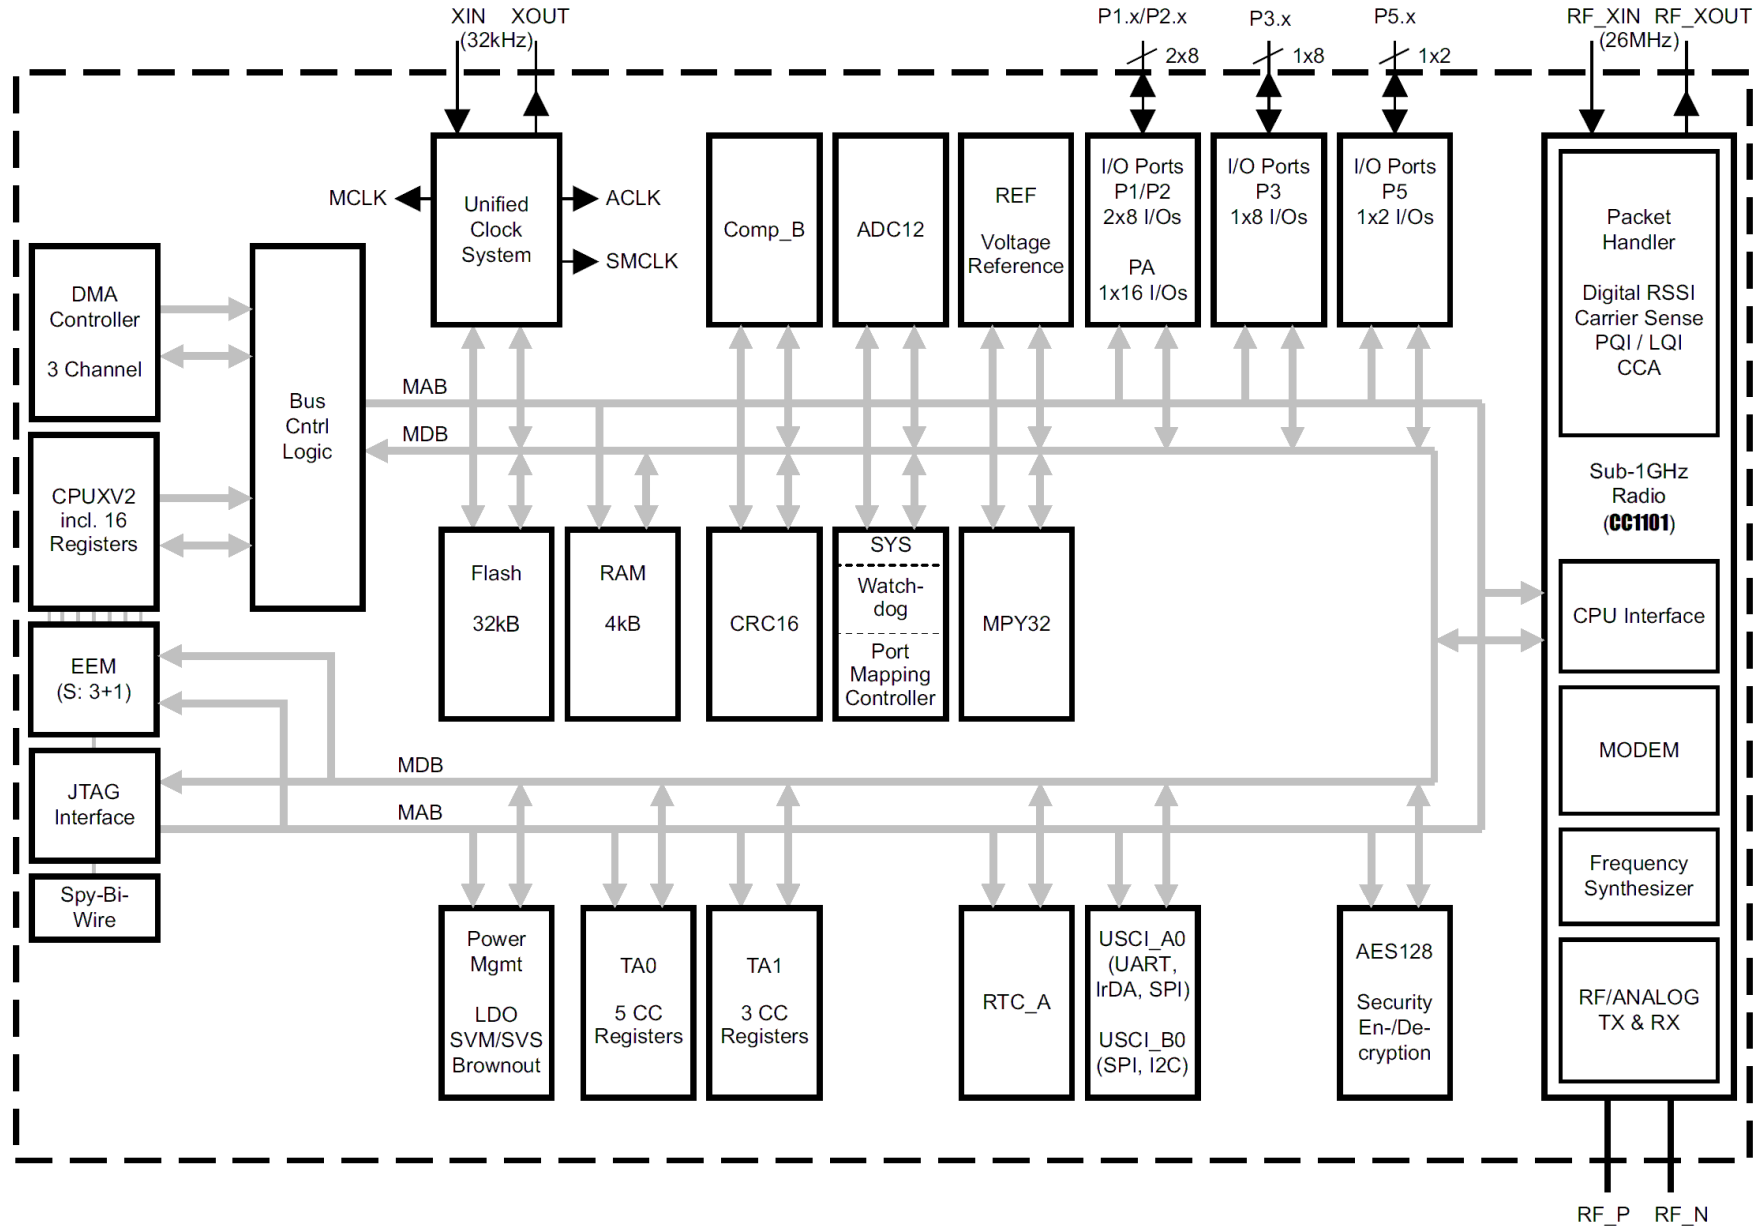 XIN XOUT
(32kHz)
P1.x/P2.x
2x8
P3.x
1x8
P5.x
1x2
RF_XIN RF_XOUT
(26MHz)
MCLK
Unified
Clock
System
ACLK
SMCLK
Comp_B
ADC12
REF
Voltage
Reference
I/O Ports
P1/P2
2x8 I/Os
PA
1x16 I/Os
I/O Ports
P3
1x8 I/Os
I/O Ports
P5
1x2 I/Os
Packet
Handler
Digital RSSI
Carrier Sense
PQI / LQI
CCA
DMA
Controller
3 Channel
Bus
Cntrl
Logic
MAB
MDB
CPUXV2
incl. 16
Registers
Flash
32kB
RAM
4kB
CRC16
SYS
Watch-
dog
Port
Mapping
Controller
MPY32
Sub-1GHz
Radio
(CC1101)
CPU Interface
EEM
(S: 3+1)
MODEM
MDB
MAB
JTAG
Interface
Spy-Bi-
Wire
Frequency
Synthesizer
Power
Mgmt
LDO
SVM/SVS
Brownout
TA0
5 CC
Registers
TA1
3 CC
Registers
RTC_A
USCI_A0
(UART,
IrDA, SPI)
USCI_B0
(SPI, I2C)
AES128
Security
En-/De-
cryption
RF/ANALOG
TX & RX
RF_P RF_N